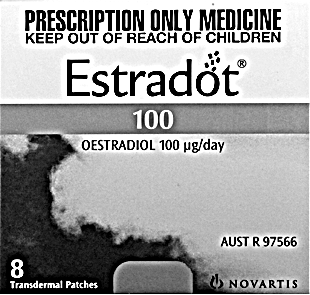 PRESCRIPTION ONLY MEDICINE
KEEP OUT OF REACH OF CHILDREN
Estradot®
100
OESTRADIOL 100 µg/day
AUST R 97566
8
Transdermal Patches
NOVARTIS